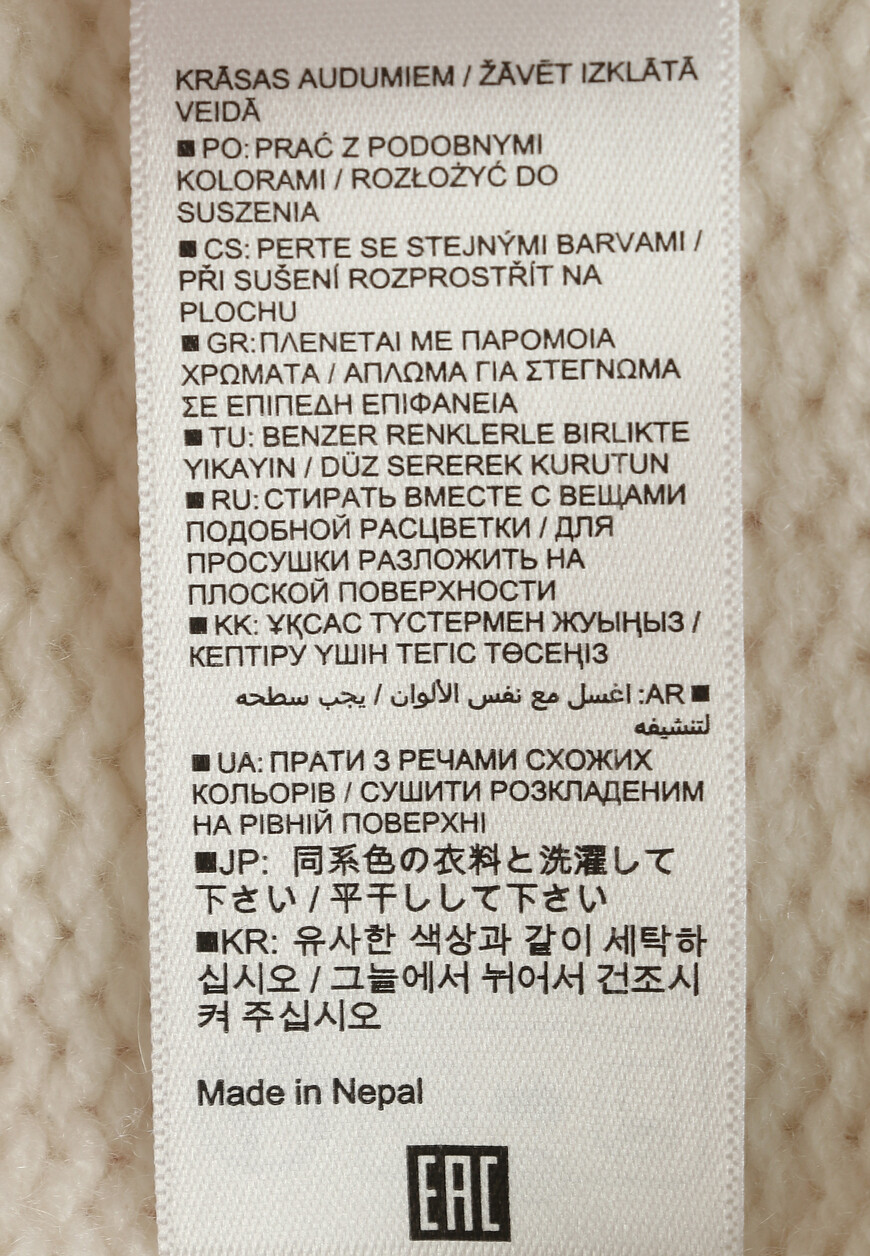 KRĀSAS AUDUMIEM / ŽĀVĒT IZKLĀTĀ
VEIDĀ
■ PO: PRAĆ Z PODOBNYMI
KOLORAMI / ROZŁOŻYĆ DO
SUSZENIA
■ CS: PERTE SE STEJNÝMI BARVAMI /
PŘI SUŠENÍ ROZPROSTŘÍT NA
PLOCHU
■ GR: ΠΛΕΝΕΤΑΙ ΜΕ ΠΑΡΟΜΟΙΑ
ΧΡΩΜΑΤΑ / ΑΠΛΩΜΑ ΓΙΑ ΣΤΕΓΝΩΜΑ
ΣΕ ΕΠΙΠΕΔΗ ΕΠΙΦΑΝΕΙΑ
■ TU: BENZER RENKLERLE BIRLIKTE
YIKAYIN / DÜZ SEREREK KURUTUN
■ RU: СТИРАТЬ ВМЕСТЕ С ВЕЩАМИ
ПОДОБНОЙ РАСЦВЕТКИ / ДЛЯ
ПРОСУШКИ РАЗЛОЖИТЬ НА
ПЛОСКОЙ ПОВЕРХНОСТИ
■ KK: ҰҚСАС ТҮСТЕРМЕН ЖУЫҢЫЗ /
КЕПТІРУ ҮШІН ТЕГІС ТӨСЕҢІЗ
■ AR: اغسل مع نفس الألوان / يجب سطحه
لتنشيفه
■ UA: ПРАТИ З РЕЧАМИ СХОЖИХ
КОЛЬОРІВ / СУШИТИ РОЗКЛАДЕНИМ
НА РІВНІЙ ПОВЕРХНІ
■JP: 同系色の衣料と洗濯して
下さい / 平干ししして下さい
■KR: 유사한 색상과 같이 세탁하
십시오 / 그늘에서 뉘어서 건조시
켜 주십시오
Made in Nepal
EAC